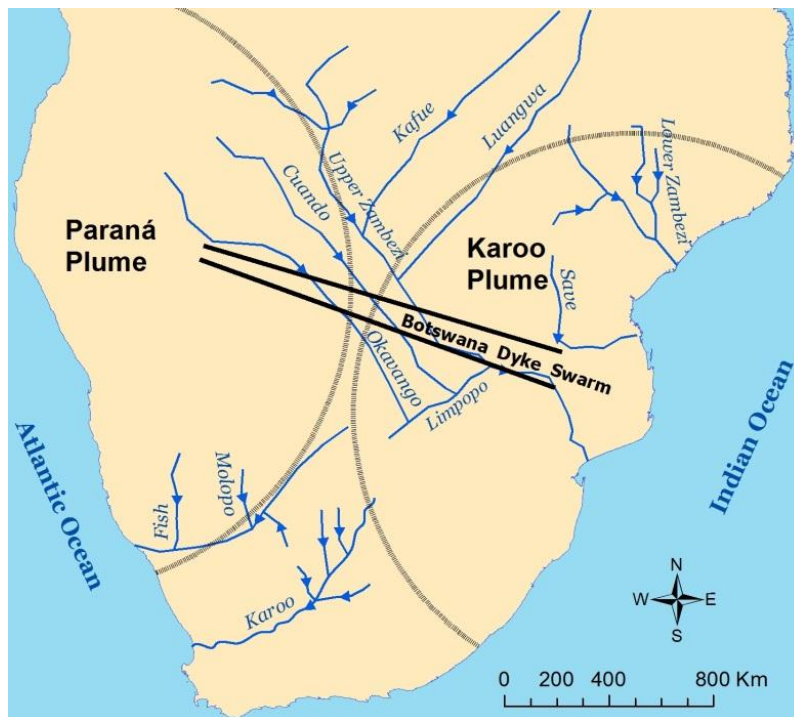 Kafue
Luangwa
Lower Zambezi
Upper Zambezi
Cuando
Paraná
Plume
Karoo
Plume
Save
Botswana Dyke Swarm
Okavango
Limpopo
Indian Ocean
Atlantic Ocean
Molopo
Fish
Karoo
N
W E
S
0 200 400 800 Km